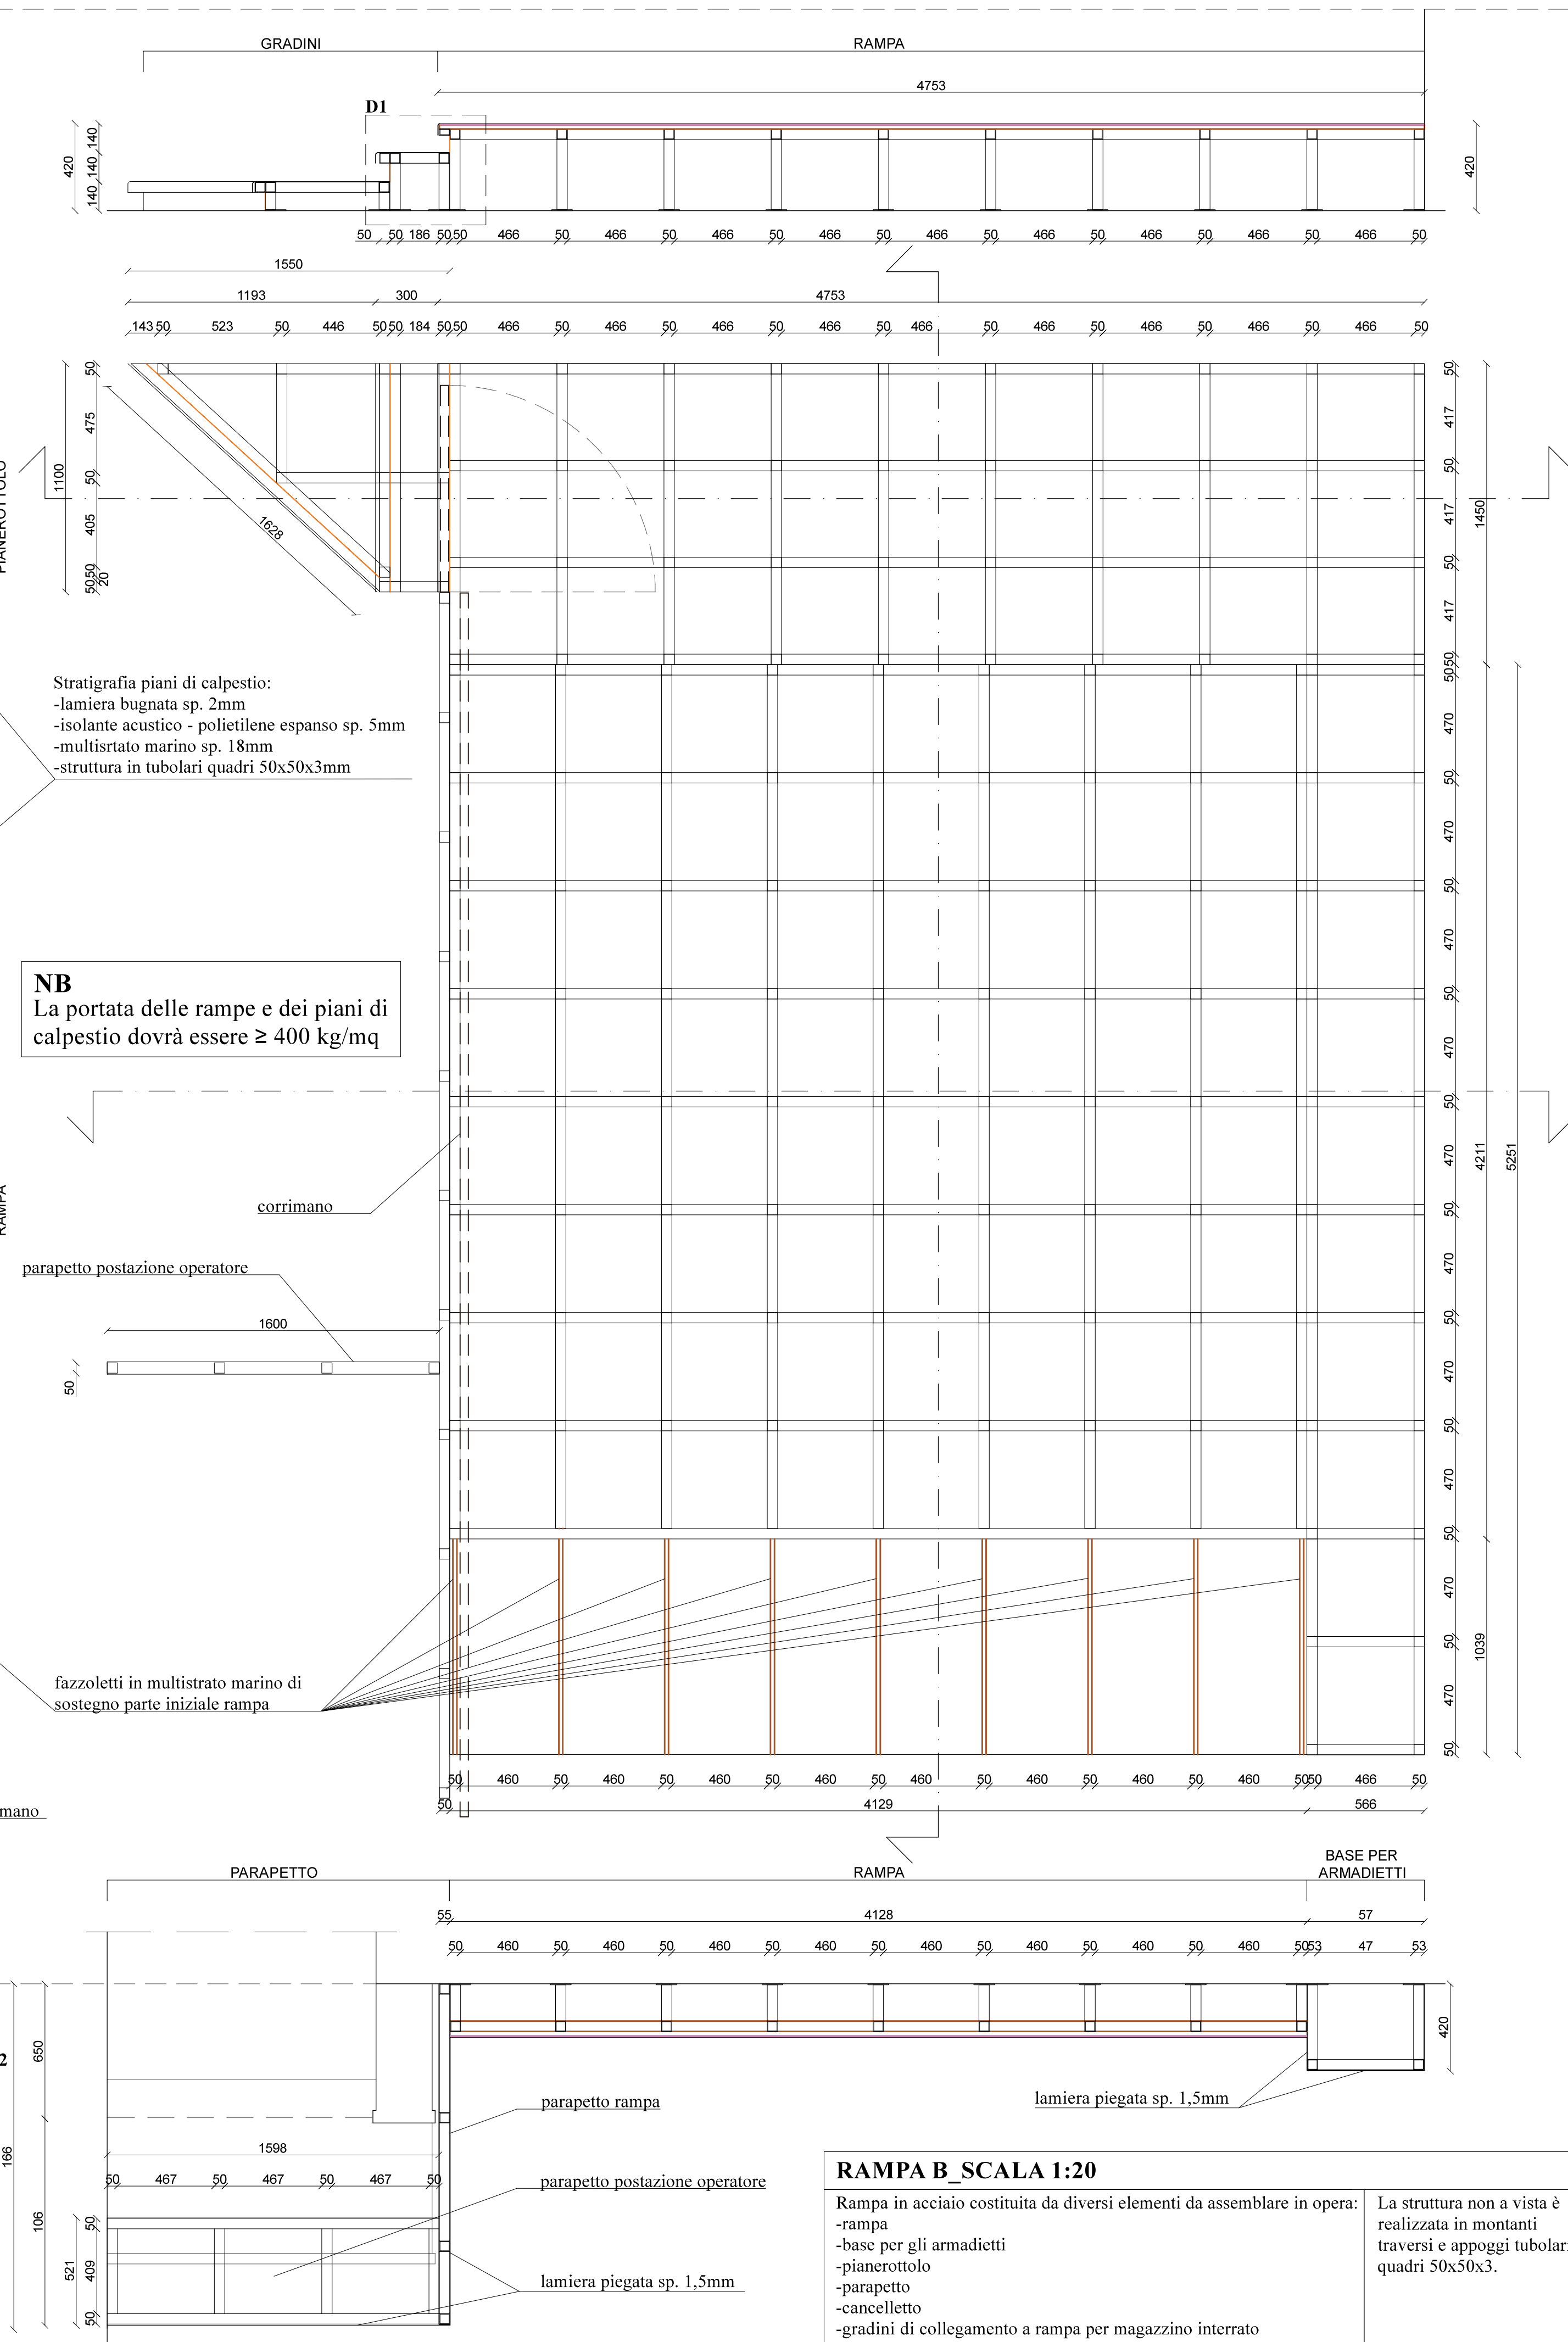 GRADINI
RAMPA
4753
D1
420
140
140
140
420
50 50 186 50 50 466 50 466 50 466 50 466 50 466 50 466 50 466 50 466 50 466 50
1550
1193 300 4753
143 50 523 50 446 50 50 184 50 50 466 50 466 50 466 50 466 50 466 50 466 50 466 50 466 50 466 50
PIANEROTTOLO
1100
50
475
50
405
50
50
20
1628
50
417
50
417
50
417
50
1450
Stratigrafia piani di calpestio:
-lamiera bugnata sp. 2mm
-isolante acustico - polietilene espanso sp. 5mm
-multisrtato marino sp. 18mm
-struttura in tubolari quadri 50x50x3mm
NB
La portata delle rampe e dei piani di
calpestio dovrà essere ≥ 400 kg/mq
50
470
50
470
50
470
50
470
50
470
50
470
50
470
50
470
50
470
50
470
50
4211
5251
1039
RAMPA
corrimano
parapetto postazione operatore
1600
50
fazzoletti in multistrato marino di
sostegno parte iniziale rampa
mano
50 460 50 460 50 460 50 460 50 460 50 460 50 460 50 460 50 50 466 50
50 4129 566
PARAPETTO
RAMPA
BASE PER
ARMADIETTI
55 4128 57
50 460 50 460 50 460 50 460 50 460 50 460 50 460 50 460 50 53 47 53
2
650
166
106
420
parapetto rampa
lamiera piegata sp. 1,5mm
1598
50 467 50 467 50 467 50
parapetto postazione operatore
521
50
409
50
lamiera piegata sp. 1,5mm
RAMPA B_SCALA 1:20
Rampa in acciaio costituita da diversi elementi da assemblare in opera:
-rampa
-base per gli armadietti
-pianerottolo
-parapetto
-cancelletto
-gradini di collegamento a rampa per magazzino interrato
La struttura non a vista è
realizzata in montanti
traversi e appoggi tubolar
quadri 50x50x3.